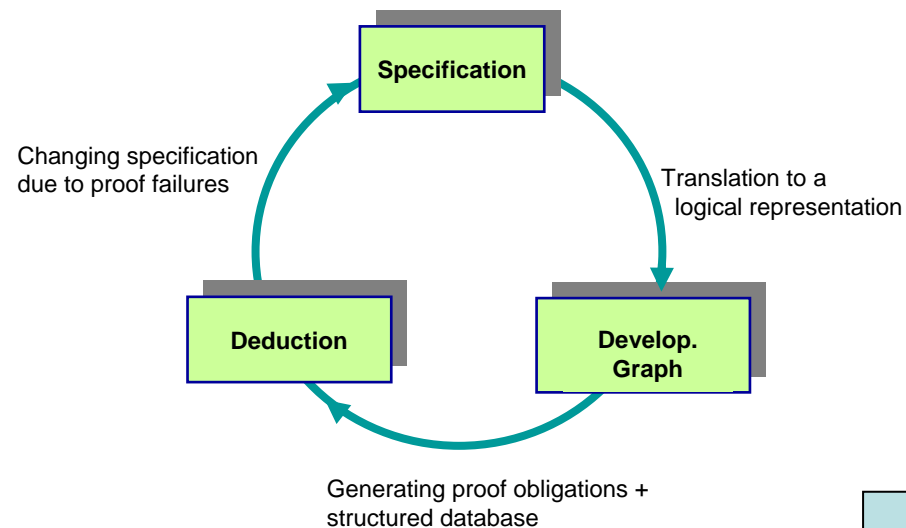 Specification
Changing specification
due to proof failures
Translation to a
logical representation
Deduction
Develop.
Graph
Generating proof obligations +
structured database